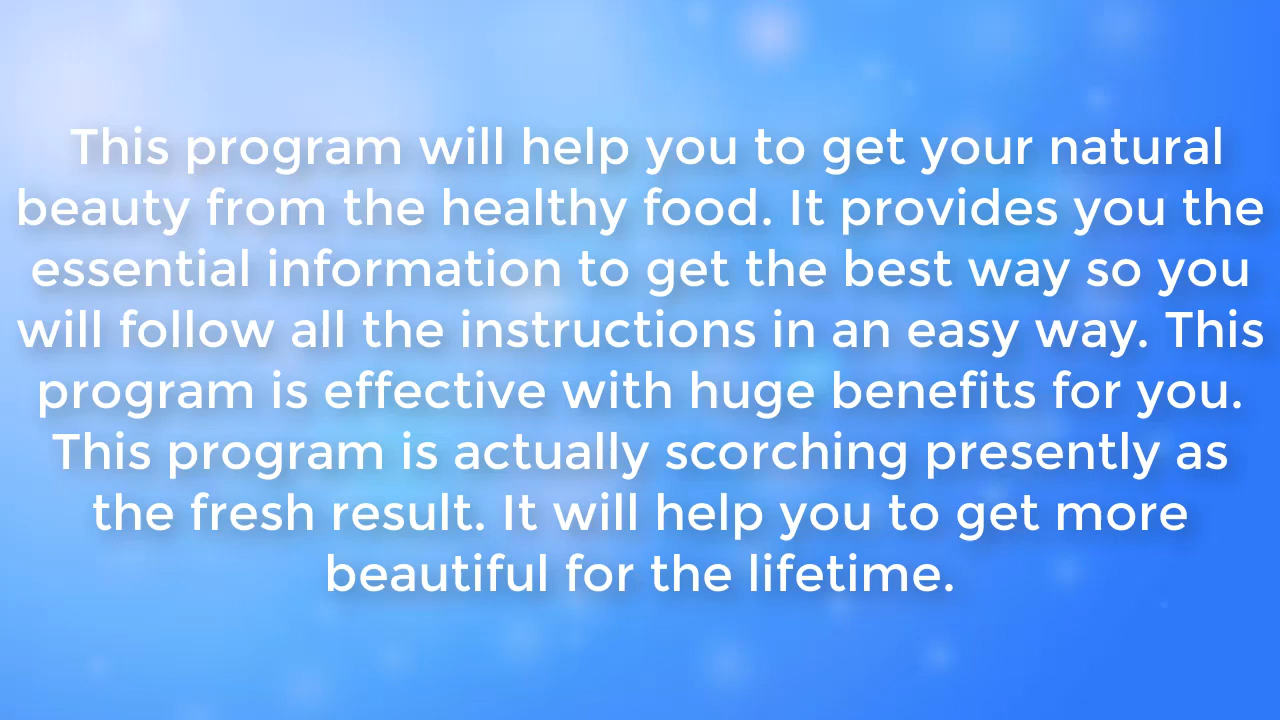 This program will help you to get your natural
beauty from the healthy food. It provides you the
essential information to get the best way so you
will follow all the instructions in an easy way. This
program is effective with huge benefits for you.
This program is actually scorching presently as
the fresh result. It will help you to get more
beautiful for the lifetime.